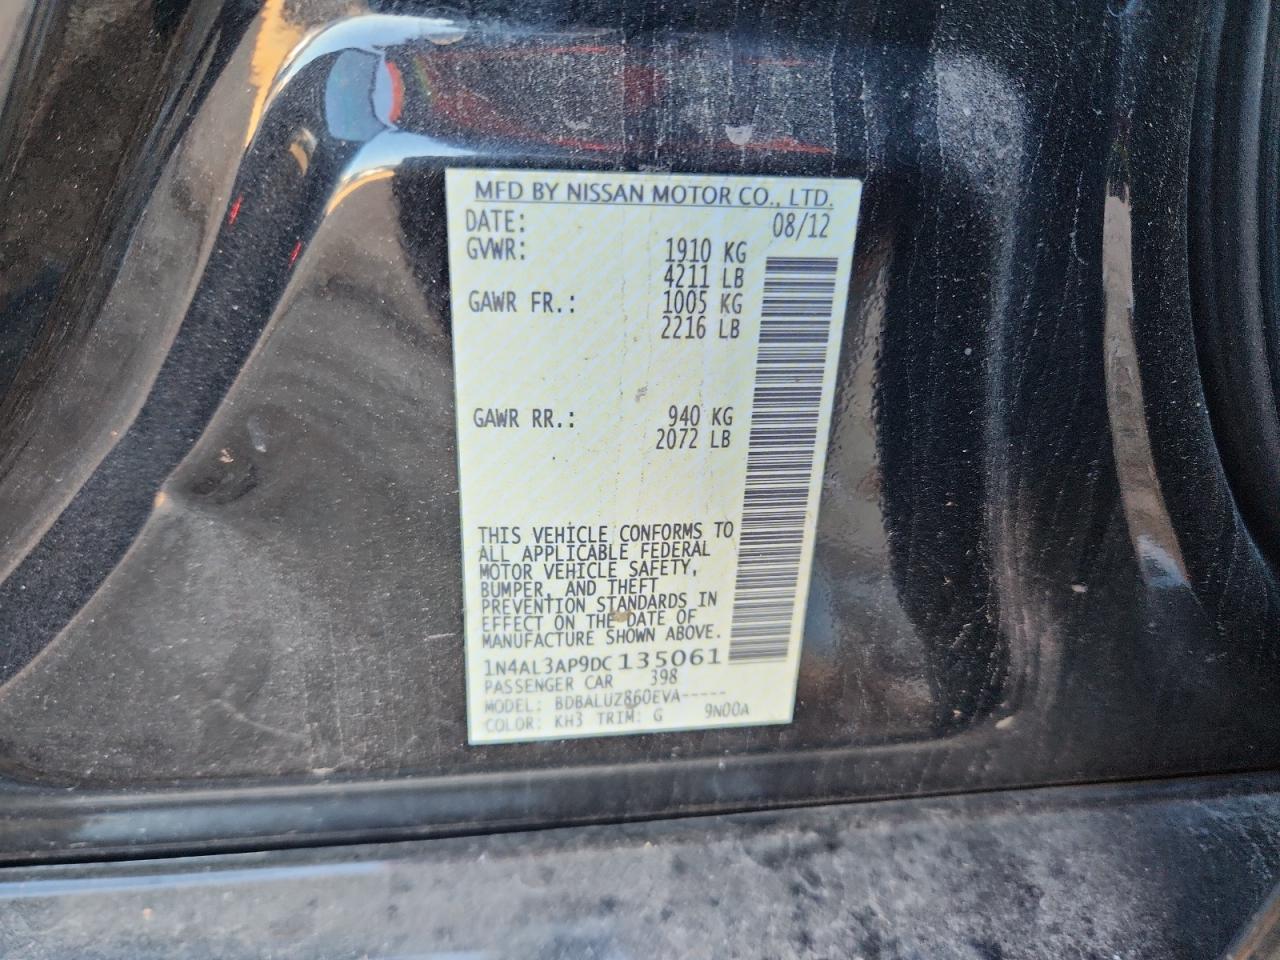 MFD BY NISSAN MOTOR CO., LTD.
DATE: 08/12
GVWR: 1910 KG
4211 LB
GAWR FR.: 1005 KG
2216 LB
GAWR RR.: 940 KG
2072 LB
THIS VEHICLE CONFORMS TO
ALL APPLICABLE FEDERAL
MOTOR VEHICLE SAFETY,
BUMPER, AND THEFT
PREVENTION STANDARDS IN
EFFECT ON THE DATE OF
MANUFACTURE SHOWN ABOVE.
1N4AL3AP9DC135061
PASSENGER CAR 398
MODEL: BDBALUZ860EVA-----
COLOR: KH3 TRIM: G 9N00A